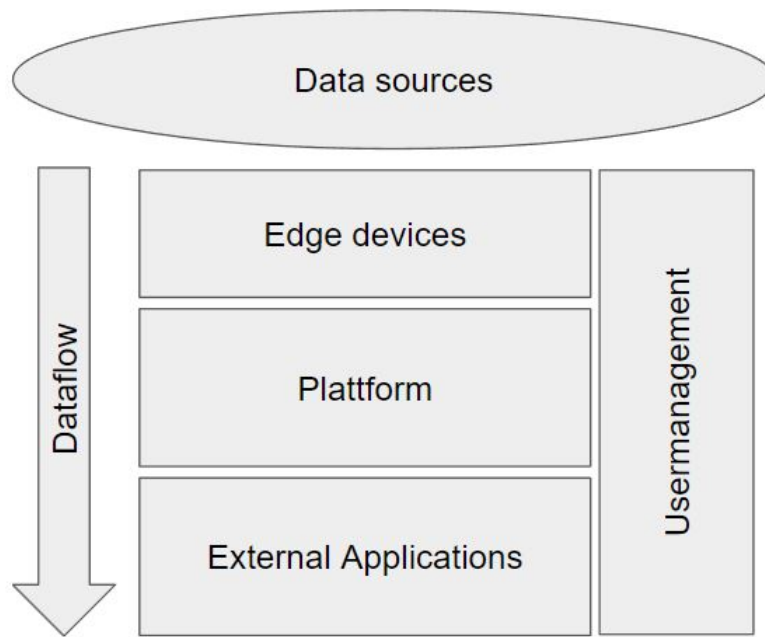 Data sources
Edge devices
Dataflow
Plattform
Usermanagement
External Applications